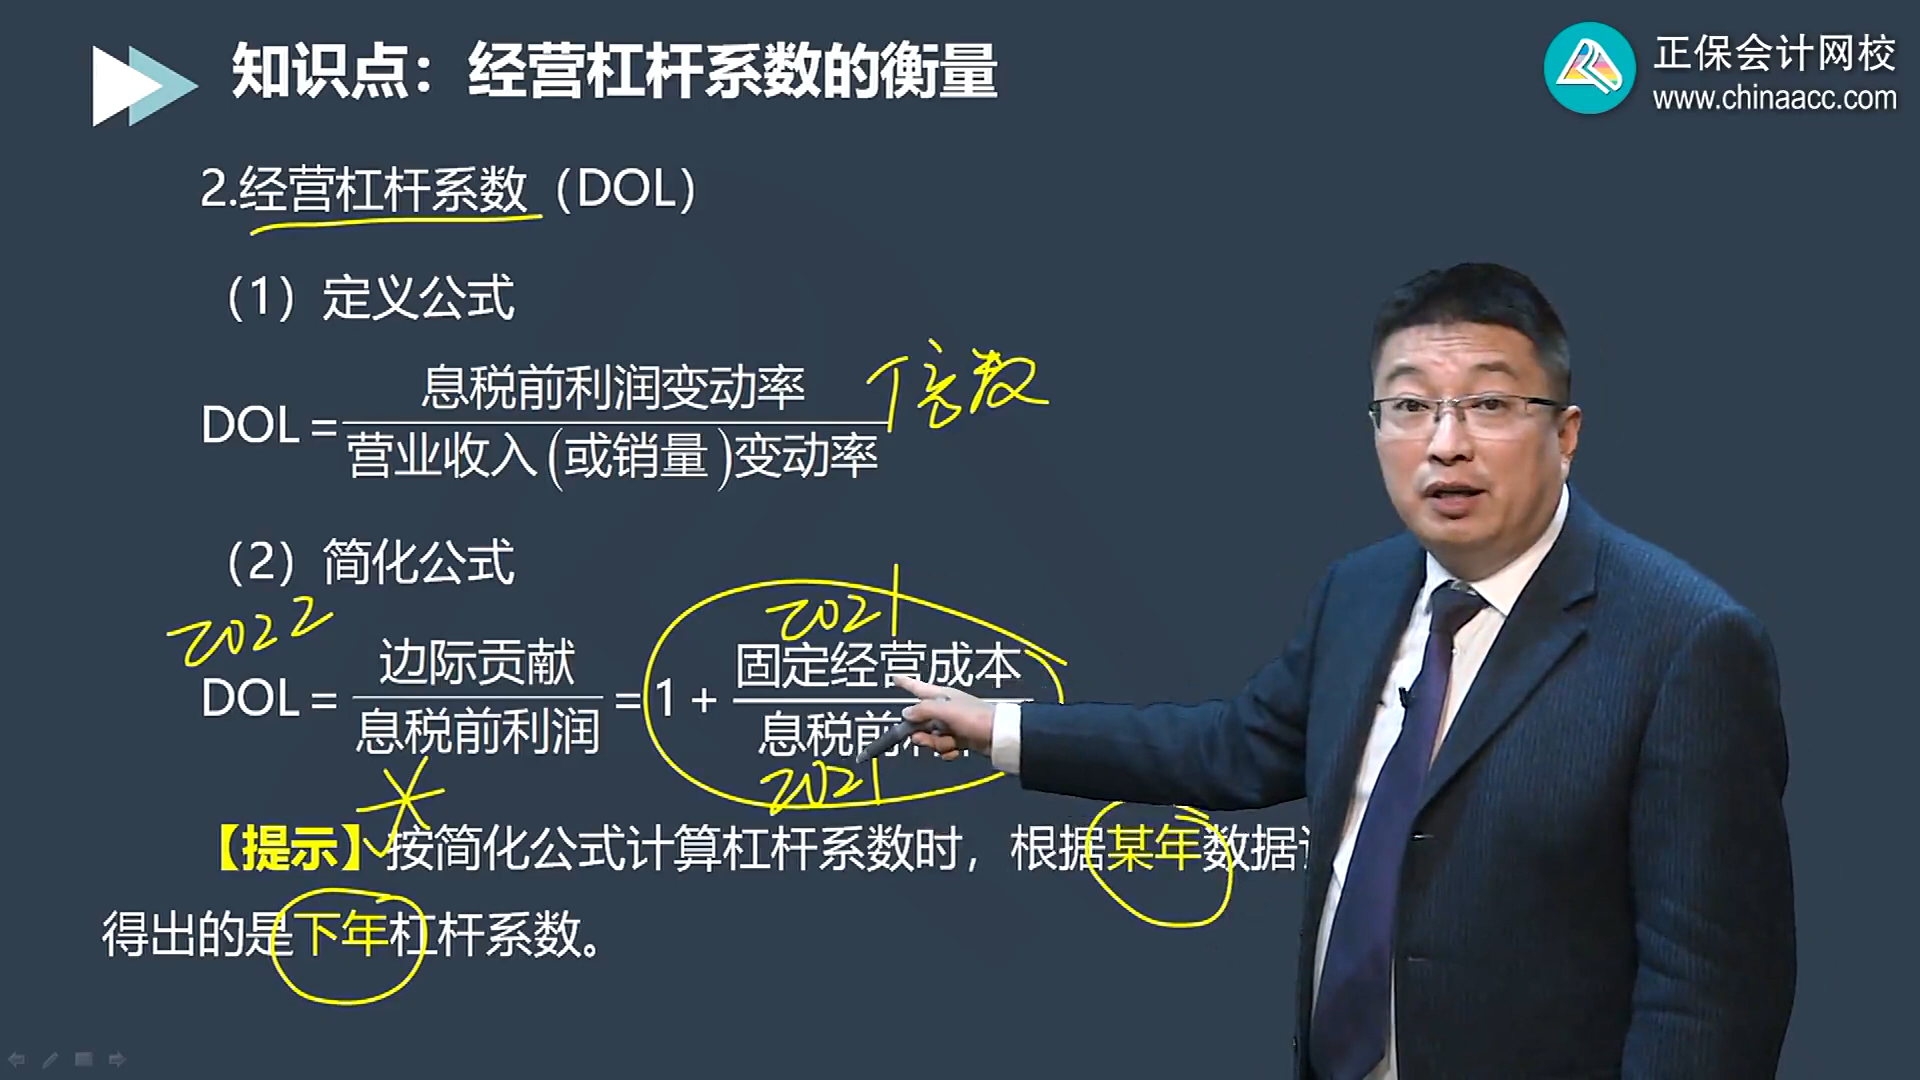 知识点：经营杠杆系数的衡量
正保会计网校
www.chinaacc.com
2.经营杠杆系数（DOL）
（1）定义公式
DOL = 息税前利润变动率 / 营业收入(或销量)变动率
倍数
（2）简化公式
2022
2021
DOL = 边际贡献 / 息税前利润 = 1 + 固定经营成本 / 息税前
2021
【提示】按简化公式计算杠杆系数时，根据某年数据
得出的是下年杠杆系数。